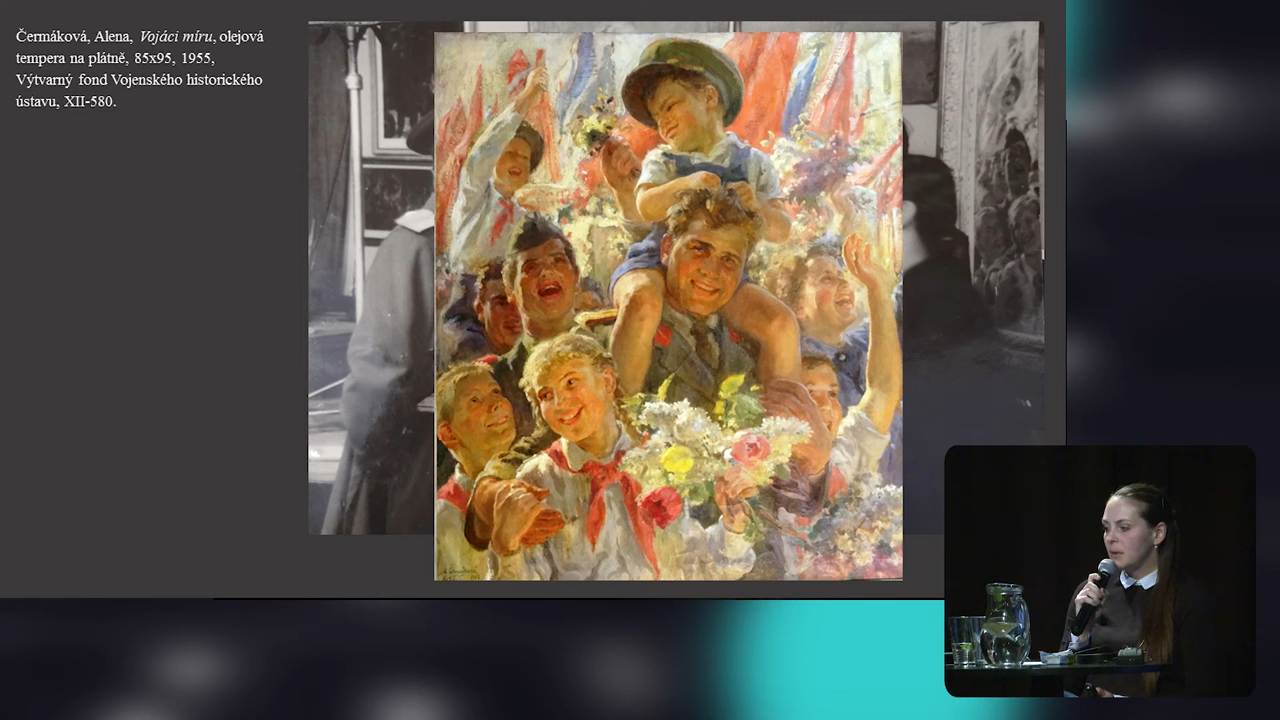 Čermáková, Alena, Vojáci míru, olejová
tempera na plátně, 85x95, 1955,
Výtvarný fond Vojenského historického
ústavu, XII-580.